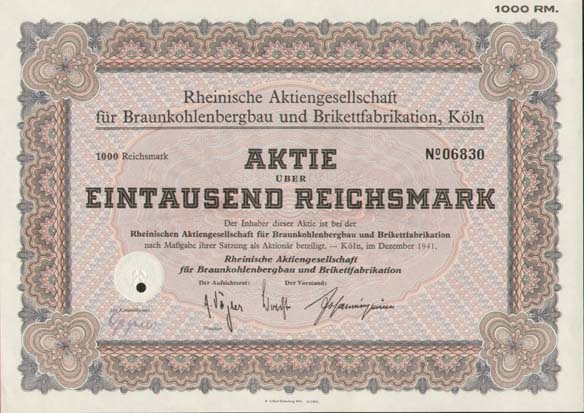 1000 RM.
Rheinische Aktiengesellschaft
für Braunkohlenbergbau und Brikettfabrikation, Köln
1000 Reichsmark
AKTIE
№ 06830
ÜBER
EINTAUSEND REICHSMARK
Der Inhaber dieser Aktie ist bei der
Rheinischen Aktiengesellschaft für Braunkohlenbergbau und Brikettfabrikation
nach Maßgabe ihrer Satzung als Aktionär beteiligt. — Köln, im Dezember 1941.
Rheinische Aktiengesellschaft
für Braunkohlenbergbau und Brikettfabrikation
Der Aufsichtsrat: Der Vorstand: